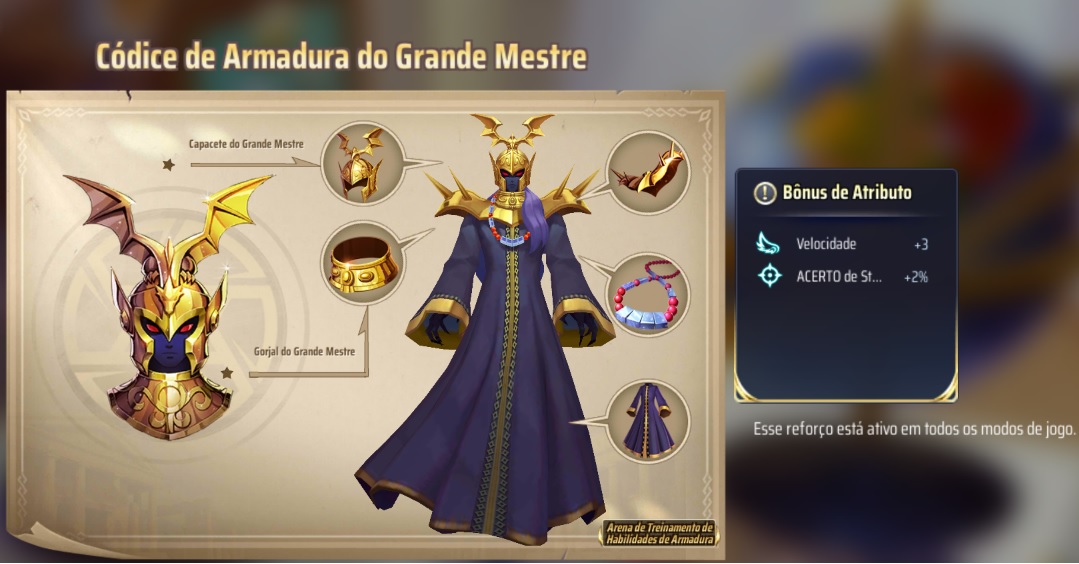 Códice de Armadura do Grande Mestre
Capacete do Grande Mestre
Gorjal do Grande Mestre
Arena de Treinamento de
Habilidades de Armadura
Bônus de Atributo
Velocidade +3
ACERTO de St... +2%
Esse reforço está ativo em todos os modos de jogo.